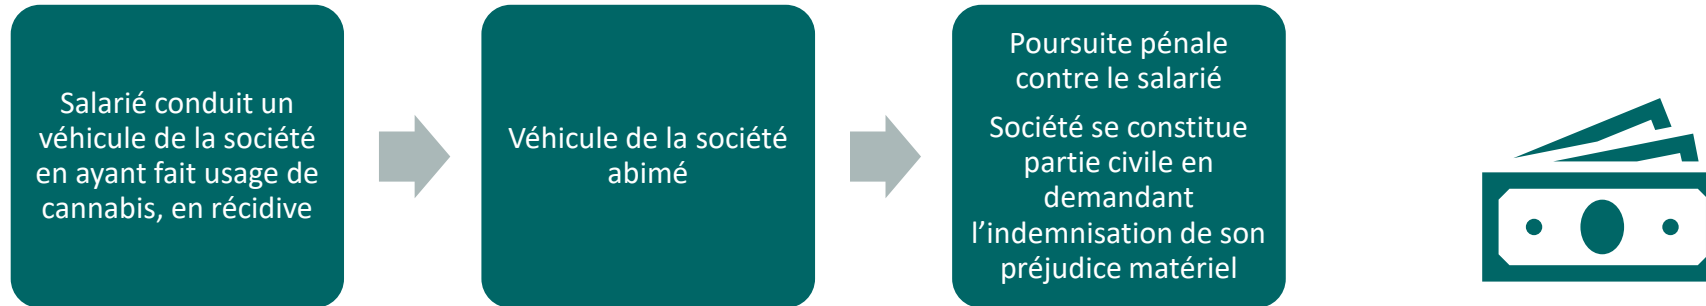 Salarié conduit un
véhicule de la société
en ayant fait usage de
cannabis, en récidive
Véhicule de la société
abimé
Poursuite pénale
contre le salarié
Société se constitue
partie civile en
demandant
l’indemnisation de son
préjudice matériel